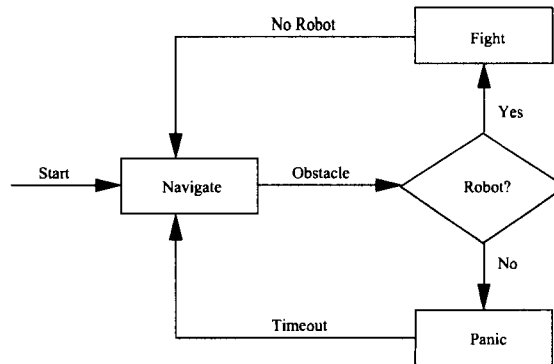 No Robot
Fight
Yes
Start
Navigate
Obstacle
Robot?
No
Timeout
Panic